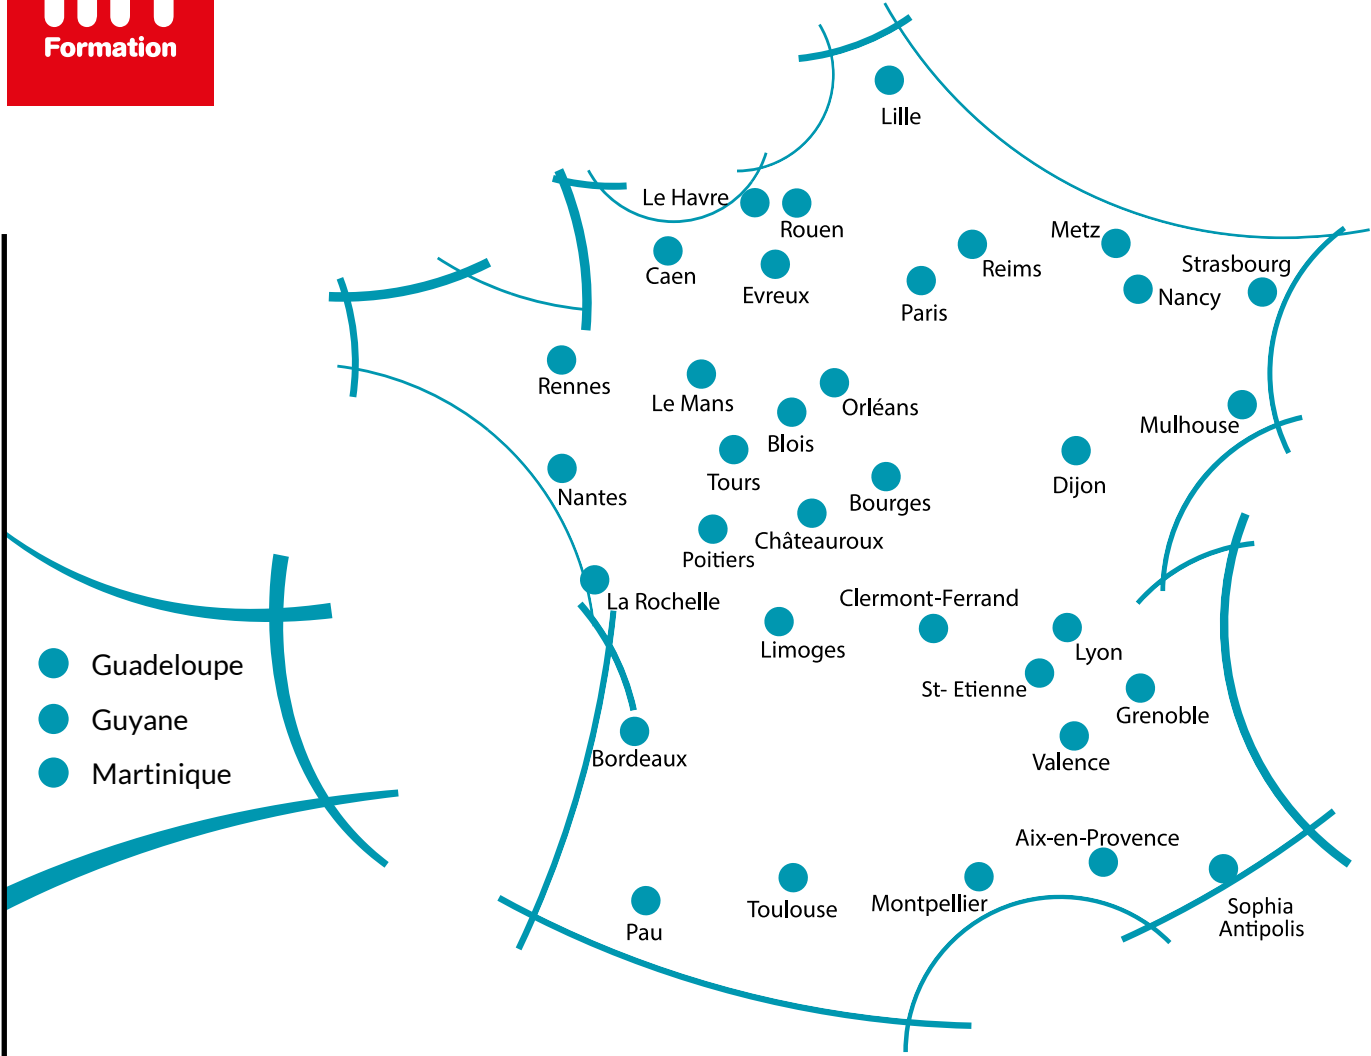 Formation
Lille
Le Havre
Rouen
Metz
Reims
Strasbourg
Caen
Evreux
Nancy
Paris
Rennes
Le Mans
Orléans
Mulhouse
Blois
Tours
Dijon
Nantes
Bourges
Châteauroux
Poitiers
Clermont-Ferrand
La Rochelle
Limoges
Lyon
Guadeloupe
St- Etienne
Grenoble
Guyane
Bordeaux
Valence
Martinique
Aix-en-Provence
Montpellier
Toulouse
Sophia
Antipolis
Pau